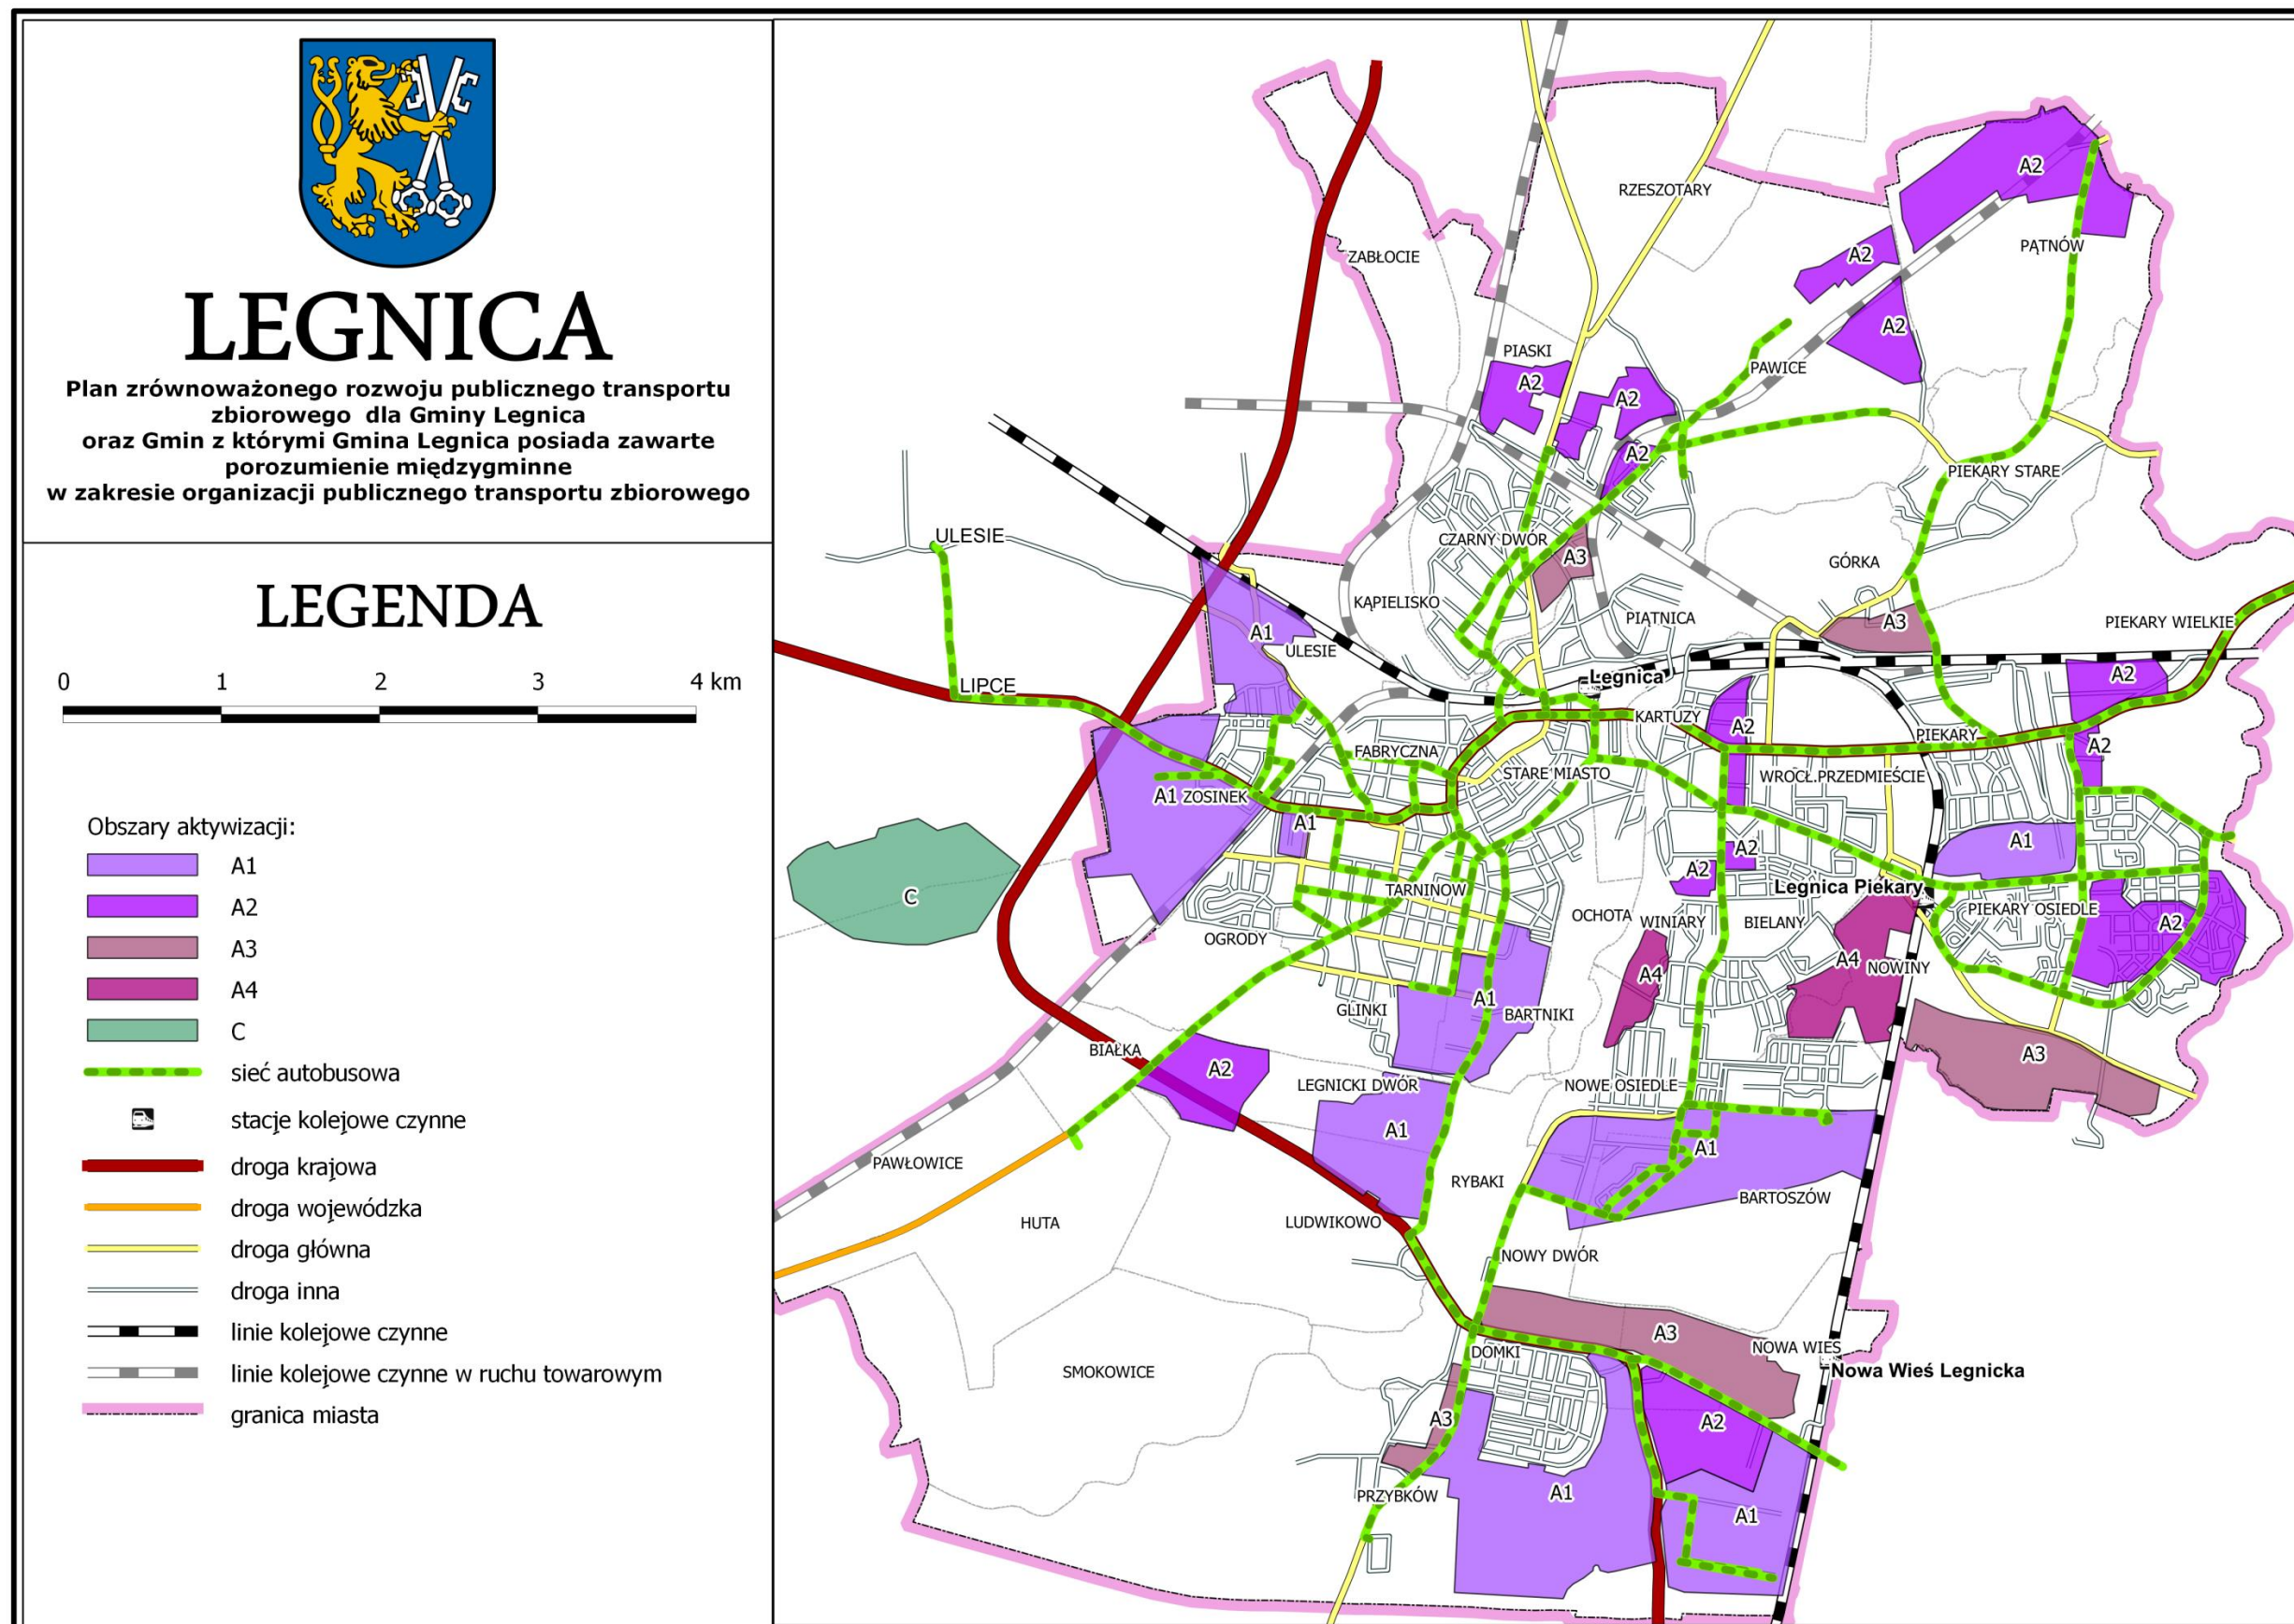 LEGNICA
Plan zrównoważonego rozwoju publicznego transportu
zbiorowego dla Gminy Legnica
oraz Gmin z którymi Gmina Legnica posiada zawarte
porozumienie międzygminne
w zakresie organizacji publicznego transportu zbiorowego
LEGENDA
0 1 2 3 4 km
Obszary aktywizacji:
A1
A2
A3
A4
C
sieć autobusowa
stacje kolejowe czynne
droga krajowa
droga wojewódzka
droga główna
droga inna
linie kolejowe czynne
linie kolejowe czynne w ruchu towarowym
granica miasta
A2
RZESZOTARY
PĄTNÓW
ZABŁOCIE
A2
A2
PIASKI
PAWICE
A2
A2
A2
PIEKARY STARE
ULESIE
CZARNY DWÓR
A3
GÓRKA
KĄPIELISKO
PIĄTNICA
A3
PIEKARY WIELKIE
A1
ULESIE
Legnica
A2
LIPCE
KARTUZY
A2
PIEKARY
A2
FABRYCZNA
STARE MIASTO
WROCŁ.PRZEDMIEŚCIE
A1 ZOSINEK
A1
A1
A2
A2
C
TARNINOW
Legnica Piekary
OCHOTA
WINIARY
BIELANY
PIEKARY OSIEDLE
A2
OGRODY
A4
A4
NOWINY
A1
GLINKI
BARTNIKI
BIAŁKA
A2
A3
LEGNICKI DWÓR
NOWE OSIEDLE
A1
A1
PAWŁOWICE
RYBAKI
BARTOSZÓW
HUTA
LUDWIKOWO
NOWY DWÓR
A3
DOMKI
NOWA WIES
SMOKOWICE
Nowa Wieś Legnicka
A3
A2
PRZYBKÓW
A1
A1